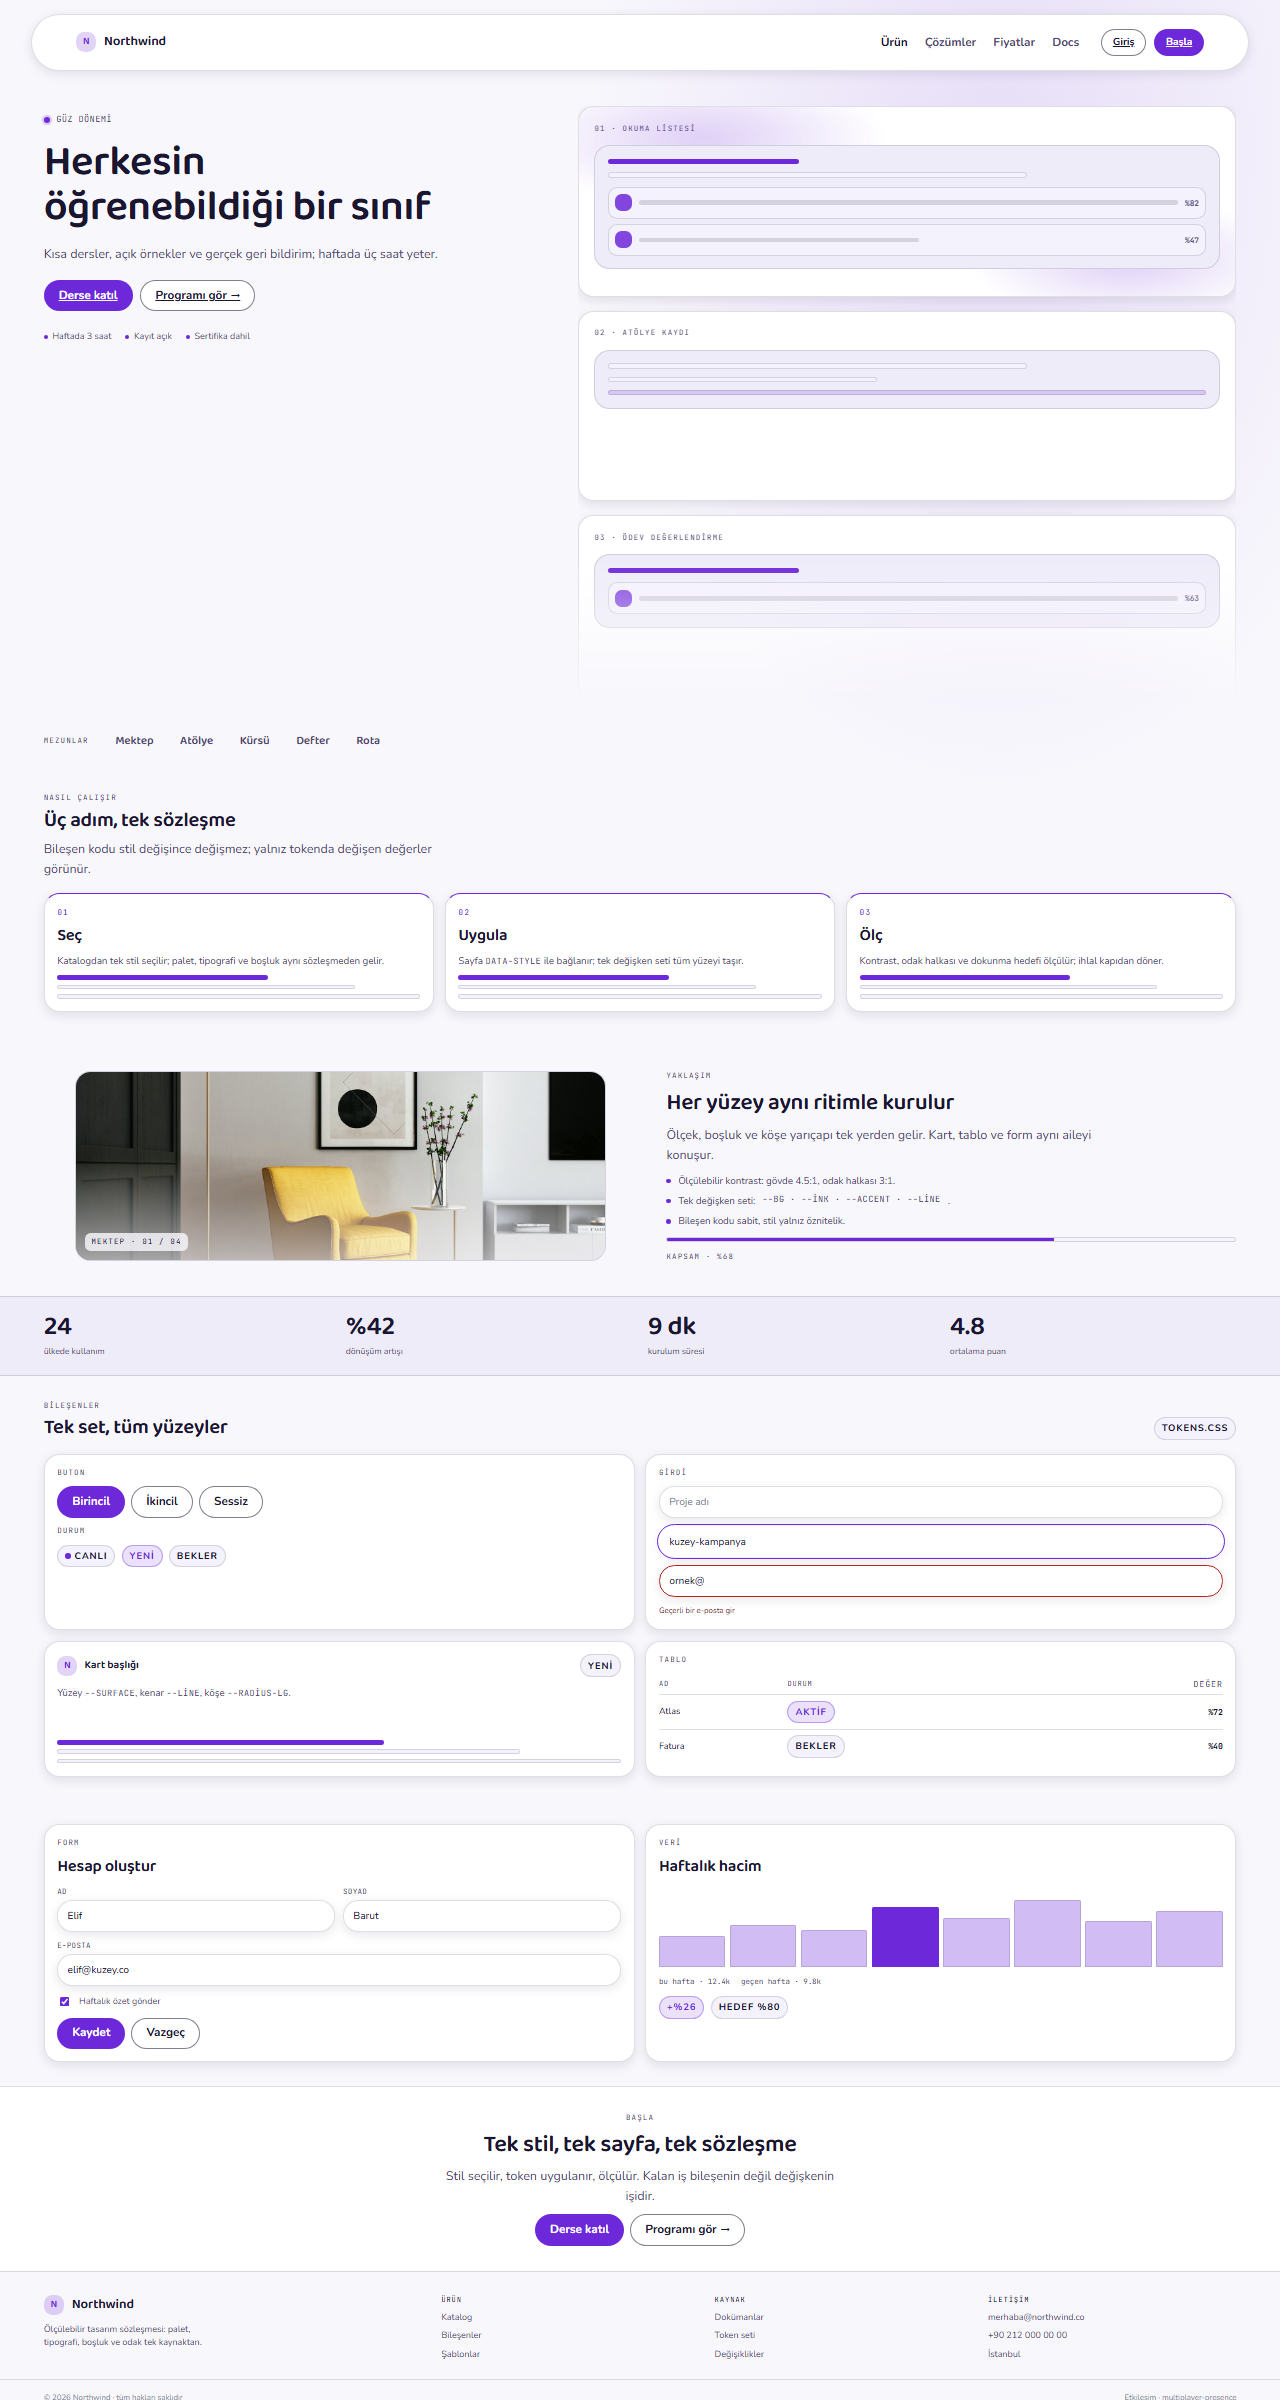 N Northwind
Ürün Çözümler Fiyatlar Docs Giriş Başla
GÜZ DÖNEMİ
Herkesin
öğrenebildiği bir sınıf
Kısa dersler, açık örnekler ve gerçek geri bildirim; haftada üç saat yeter.
Derse katıl Programı gör →
Haftada 3 saat Kayıt açık Sertifika dahil
01 · OKUMA LİSTESİ
%82
%47
02 · ATÖLYE KAYDI
03 · ÖDEV DEĞERLENDİRME
%63
MEZUNLAR Mektep Atölye Kürsü Defter Rota
NASIL ÇALIŞIR
Üç adım, tek sözleşme
Bileşen kodu stil değişince değişmez; yalnız tokenda değişen değerler
görünür.
01
Seç
Katalogdan tek stil seçilir; palet, tipografi ve boşluk aynı sözleşmeden gelir.
02
Uygula
Sayfa DATA-STYLE ile bağlanır; tek değişken seti tüm yüzeyi taşır.
03
Ölç
Kontrast, odak halkası ve dokunma hedefi ölçülür; ihlal kapıdan döner.
MEKTEP · 01 / 04
YAKLAŞIM
Her yüzey aynı ritimle kurulur
Ölçek, boşluk ve köşe yarıçapı tek yerden gelir. Kart, tablo ve form aynı aileyi
konuşur.
Ölçülebilir kontrast: gövde 4.5:1, odak halkası 3:1.
Tek değişken seti: --BG · --İNK · --ACCENT · --LİNE .
Bileşen kodu sabit, stil yalnız öznitelik.
KAPSAM · %68
24 %42 9 dk 4.8
ülkede kullanım dönüşüm artışı kurulum süresi ortalama puan
BİLEŞENLER
Tek set, tüm yüzeyler
TOKENS.CSS
BUTON
Birincil İkincil Sessiz
DURUM
CANLI YENİ BEKLER
GİRDİ
Proje adı
kuzey-kampanya
ornek@
Geçerli bir e-posta gir
N Kart başlığı YENİ
Yüzey --SURFACE, kenar --LİNE, köşe --RADİUS-LG.
TABLO
AD DURUM DEĞER
Atlas AKTİF %72
Fatura BEKLER %40
FORM
Hesap oluştur
AD SOYAD
Elif Barut
E-POSTA
elif@kuzey.co
Haftalık özet gönder
Kaydet Vazgeç
VERİ
Haftalık hacim
bu hafta · 12.4k geçen hafta · 9.8k
+%26 HEDEF %80
BAŞLA
Tek stil, tek sayfa, tek sözleşme
Stil seçilir, token uygulanır, ölçülür. Kalan iş bileşenin değil değişkenin
işidir.
Derse katıl Programı gör →
N Northwind
Ölçülebilir tasarım sözleşmesi: palet,
tipografi, boşluk ve odak tek kaynaktan.
ÜRÜN
Katalog
Bileşenler
Şablonlar
KAYNAK
Dokümanlar
Token seti
Değişiklikler
İLETİŞİM
merhaba@northwind.co
+90 212 000 00 00
İstanbul
© 2026 Northwind · tüm hakları saklıdır
Etkileşim · multiplayer-presence